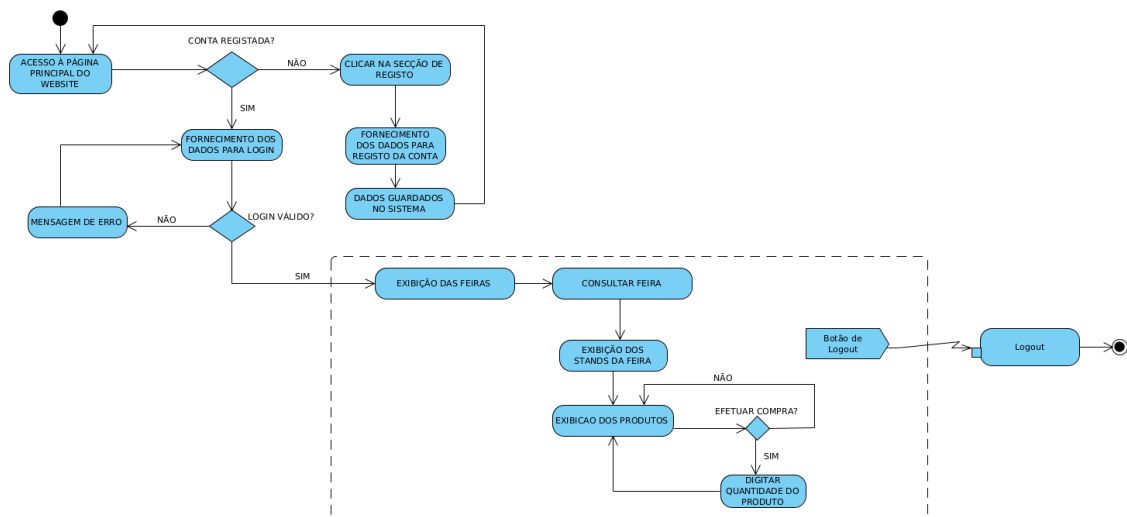 CONTA REGISTADA?
ACESSO À PÁGINA
PRINCIPAL DO
WEBSITE
NÃO
CLICAR NA SECÇÃO DE
REGISTO
SIM
FORNECIMENTO DOS
DADOS PARA LOGIN
FORNECIMENTO
DOS DADOS PARA
REGISTO DA CONTA
DADOS GUARDADOS
NO SISTEMA
MENSAGEM DE ERRO
NÃO
LOGIN VÁLIDO?
SIM
EXIBIÇÃO DAS FEIRAS
CONSULTAR FEIRA
EXIBIÇÃO DOS
STANDS DA FEIRA
Botão de
Logout
Logout
NÃO
EXIBICAO DOS PRODUTOS
EFETUAR COMPRA?
SIM
DIGITAR
QUANTIDADE DO
PRODUTO